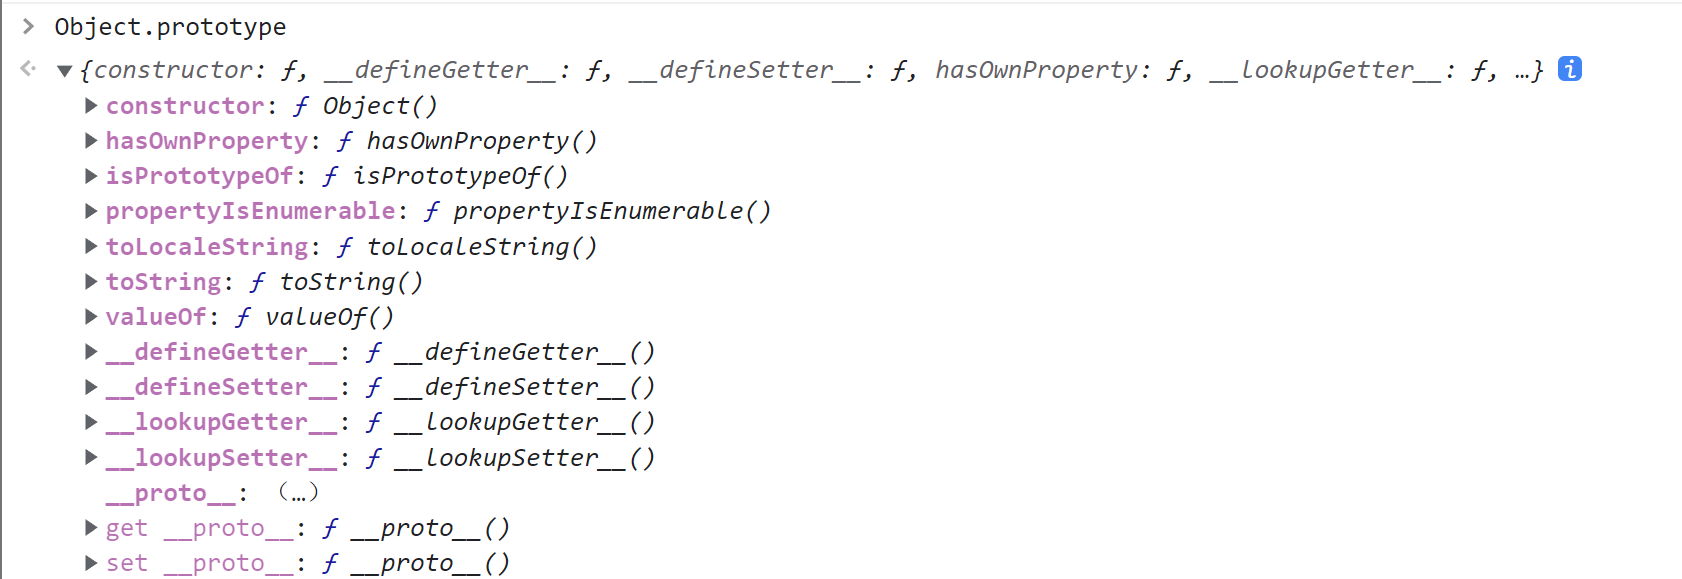 > Object.prototype
{constructor: ƒ, __defineGetter__: ƒ, __defineSetter__: ƒ, hasOwnProperty: ƒ, __lookupGetter__: ƒ, …} i
constructor: ƒ Object()
hasOwnProperty: ƒ hasOwnProperty()
isPrototypeOf: ƒ isPrototypeOf()
propertyIsEnumerable: ƒ propertyIsEnumerable()
toLocaleString: ƒ toLocaleString()
toString: ƒ toString()
valueOf: ƒ valueOf()
__defineGetter__: ƒ __defineGetter__()
__defineSetter__: ƒ __defineSetter__()
__lookupGetter__: ƒ __lookupGetter__()
__lookupSetter__: ƒ __lookupSetter__()
__proto__: （…）
get __proto__: ƒ __proto__()
set __proto__: ƒ __proto__()